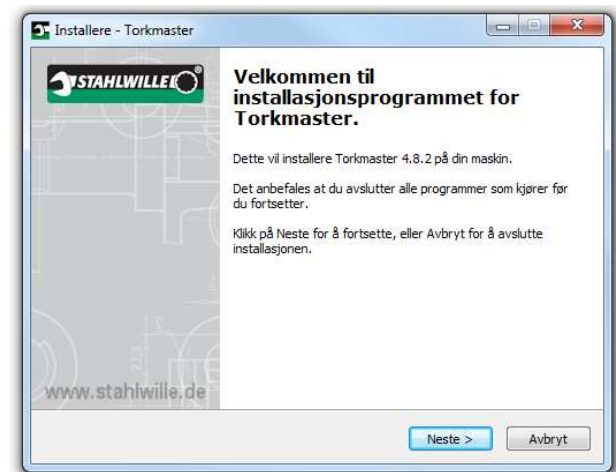 Installere - Torkmaster
STAHLWILLE
Velkommen til
installasjonsprogrammet for
Torkmaster.
Dette vil installere Torkmaster 4.8.2 på din maskin.
Det anbefales at du avslutter alle programmer som kjører før
du fortsetter.
Klikk på Neste for å fortsette, eller Avbryt for å avslutte
installasjonen.
www.stahlwille.de
Neste >
Avbryt